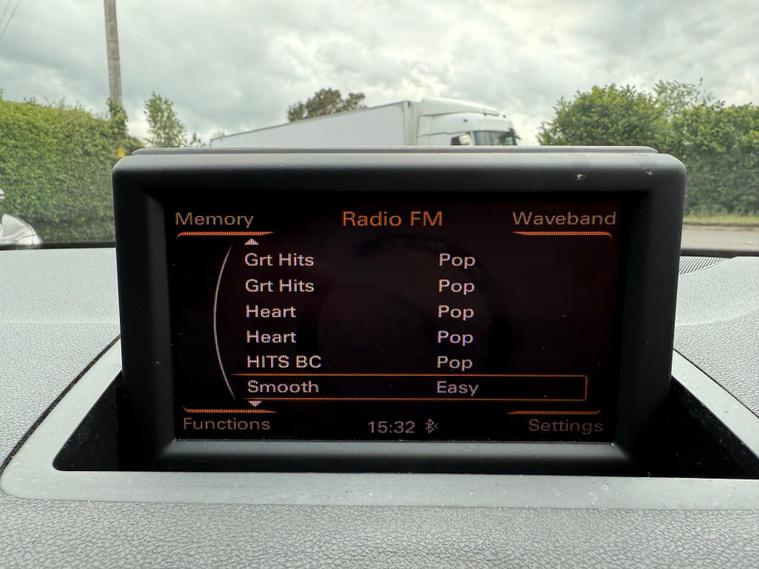 Memory Radio FM Waveband
Grt Hits Pop
Grt Hits Pop
Heart Pop
Heart Pop
HITS BC Pop
Smooth Easy
Functions 15:32 Settings